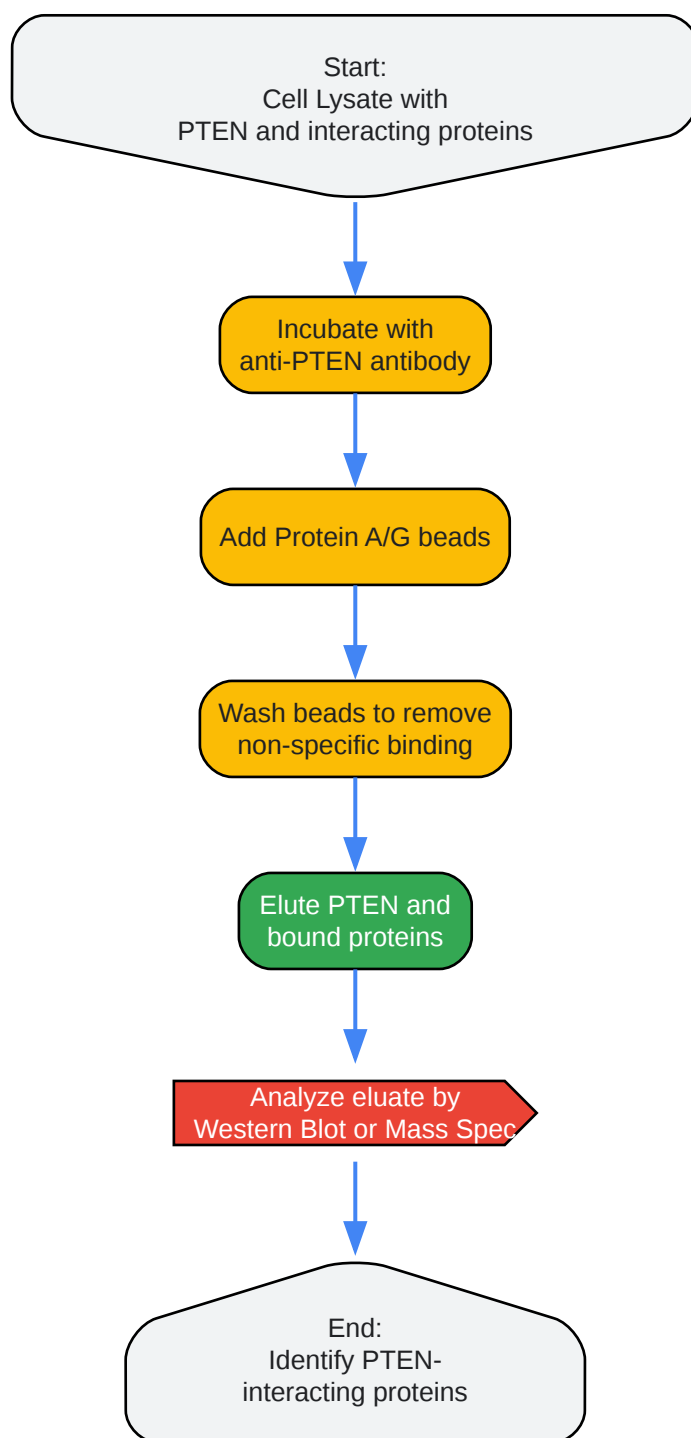 Start:
Cell Lysate with
PTEN and interacting proteins
Incubate with
anti-PTEN antibody
Add Protein A/G beads
Wash beads to remove
non-specific binding
Elute PTEN and
bound proteins
Analyze eluate by
Western Blot or Mass Spec
End:
Identify PTEN-
interacting proteins